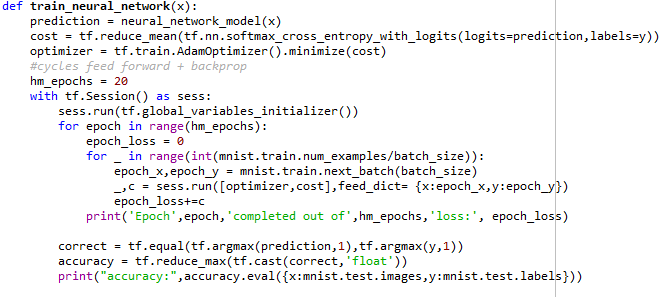 def train_neural_network(x):
    prediction = neural_network_model(x)
    cost = tf.reduce_mean(tf.nn.softmax_cross_entropy_with_logits(logits=prediction,labels=y))
    optimizer = tf.train.AdamOptimizer().minimize(cost)
    #cycles feed forward + backprop
    hm_epochs = 20
    with tf.Session() as sess:
        sess.run(tf.global_variables_initializer())
        for epoch in range(hm_epochs):
            epoch_loss = 0
            for _ in range(int(mnist.train.num_examples/batch_size)):
                epoch_x,epoch_y = mnist.train.next_batch(batch_size)
                _,c = sess.run([optimizer,cost],feed_dict= {x:epoch_x,y:epoch_y})
                epoch_loss+=c
            print('Epoch',epoch,'completed out of',hm_epochs,'loss:', epoch_loss)

        correct = tf.equal(tf.argmax(prediction,1),tf.argmax(y,1))
        accuracy = tf.reduce_max(tf.cast(correct,'float'))
        print("accuracy:",accuracy.eval({x:mnist.test.images,y:mnist.test.labels}))